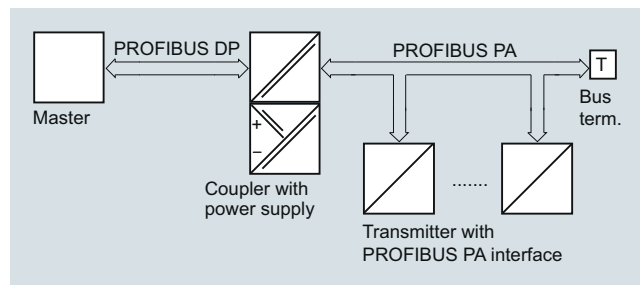 PROFIBUS DP
PROFIBUS PA
T
Master
Bus
term.
+
–
Coupler with
power supply
.......
Transmitter with
PROFIBUS PA interface